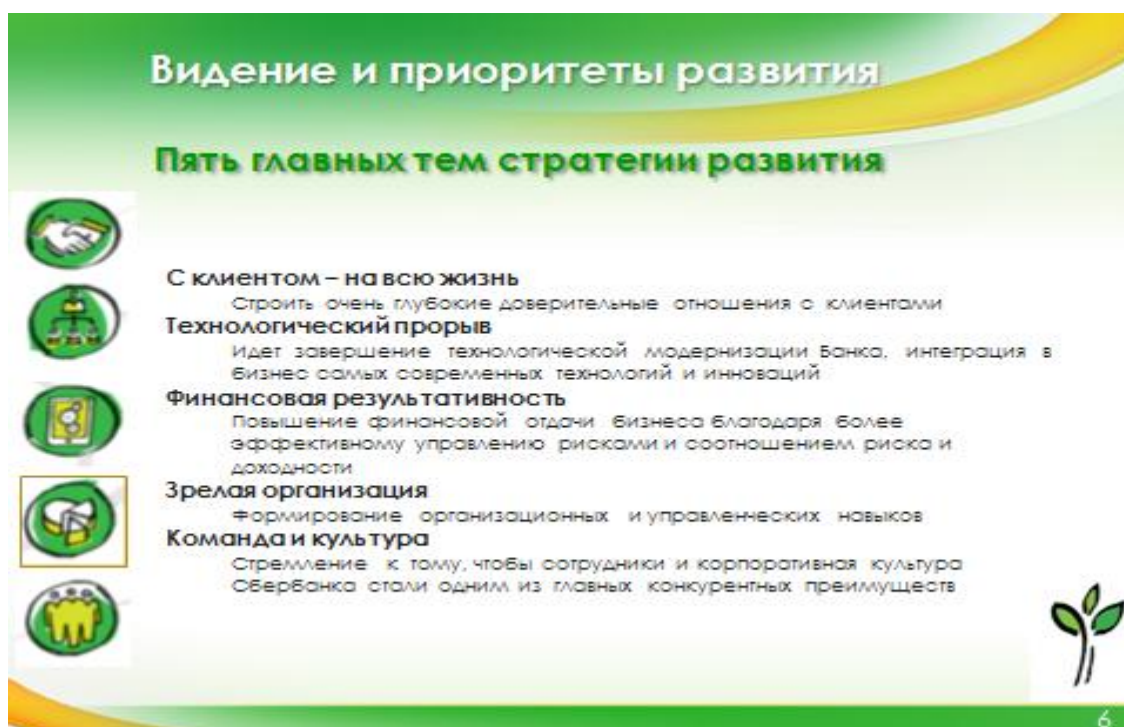 Видение и приоритеты развития
Пять главных тем стратегии развития
С клиентом – на всю жизнь
Строить очень глубокие доверительные отношения с клиентами
Технологический прорыв
Идет завершение технологической модернизации Банка, интеграция в
бизнес самых современных технологий и инноваций
Финансовая результативность
Повышение финансовой отдачи бизнеса благодаря более
эффективному управлению рисками и соотношением риска и
доходности
Зрелая организация
Формирование организационных и управленческих навыков
Команда и культура
Стремление к тому, чтобы сотрудники и корпоративная культура
Сбербанка стали одним из главных конкурентных преимуществ
6